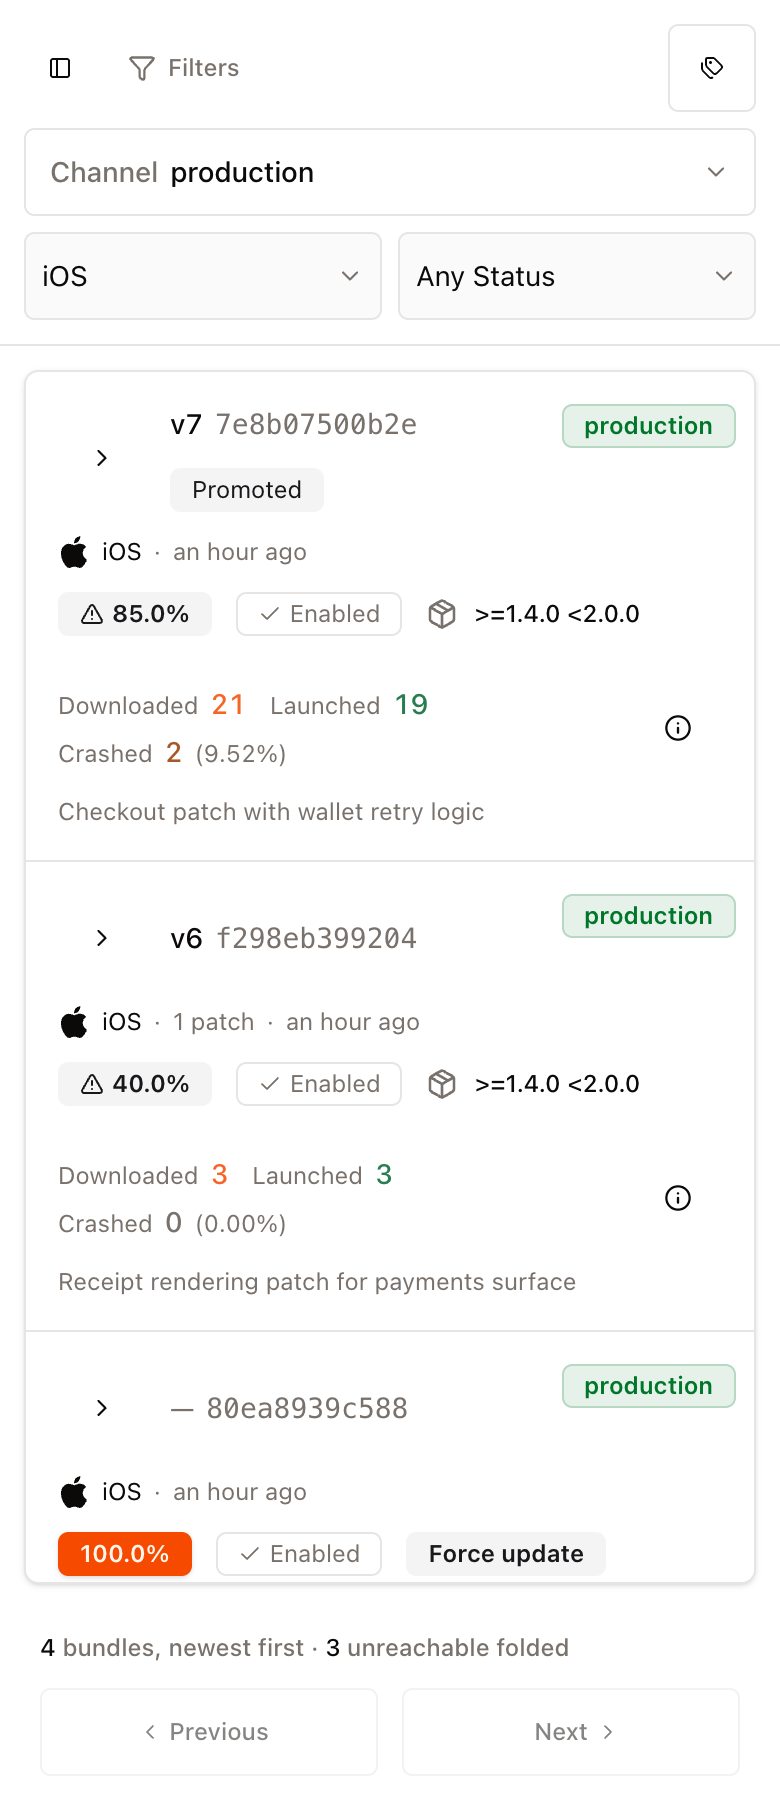 Filters
Channel production
iOS
Any Status
v7 7e8b07500b2e
production
Promoted
iOS · an hour ago
85.0%
Enabled
>=1.4.0 <2.0.0
Downloaded 21 Launched 19
Crashed 2 (9.52%)
Checkout patch with wallet retry logic
production
v6 f298eb399204
iOS · 1 patch · an hour ago
40.0%
Enabled
>=1.4.0 <2.0.0
Downloaded 3 Launched 3
Crashed 0 (0.00%)
Receipt rendering patch for payments surface
production
— 80ea8939c588
iOS · an hour ago
100.0%
Enabled
Force update
4 bundles, newest first · 3 unreachable folded
Previous
Next